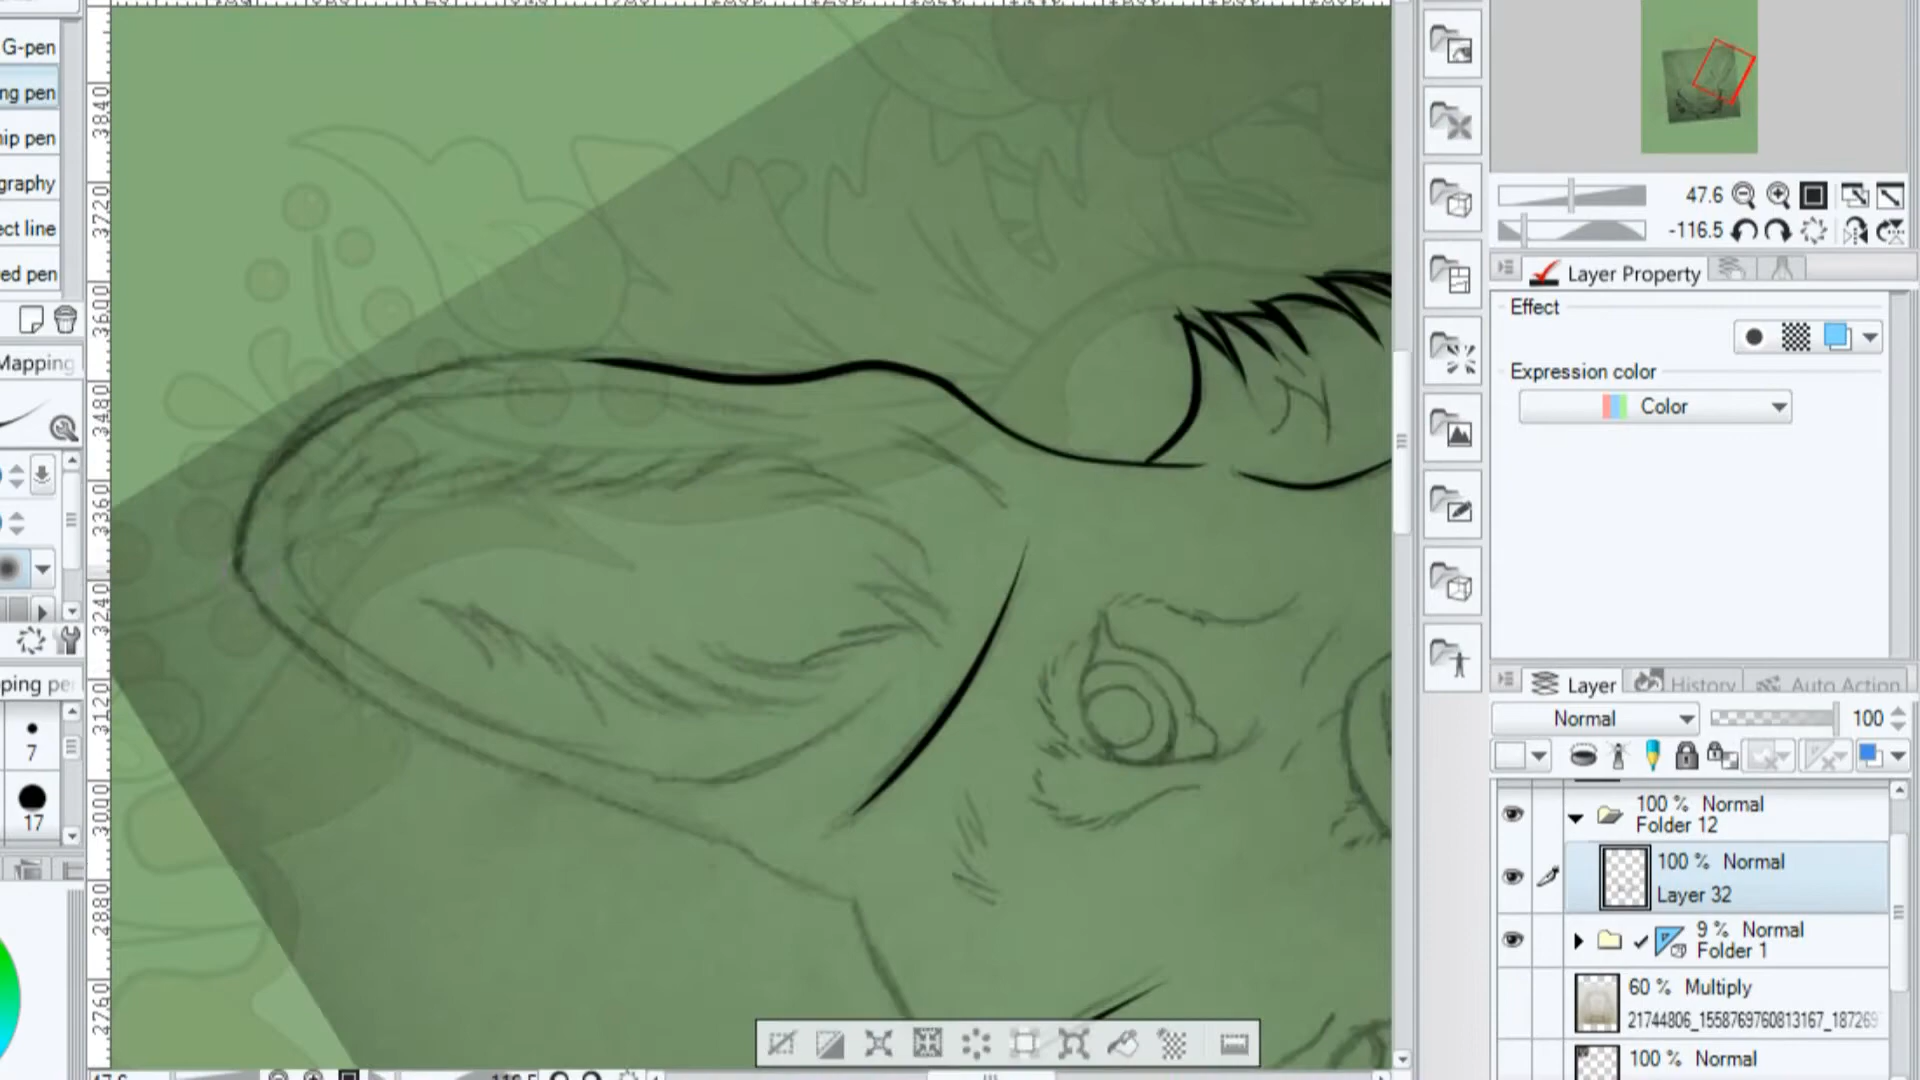 G-pen
ng pen
ip pen
graphy
ect line
ed pen
Mapping
ping pe
7
17
3840
3720
3600
3480
3360
3240
3120
3000
2880
2760
47.6
-116.5
Layer Property
Effect
Expression color
Color
Layer
History
Auto Action
Normal
100
100 % Normal
Folder 12
100 % Normal
Layer 32
9 % Normal
Folder 1
60 % Multiply
21744806_1558769760813167_187269
100 % Normal